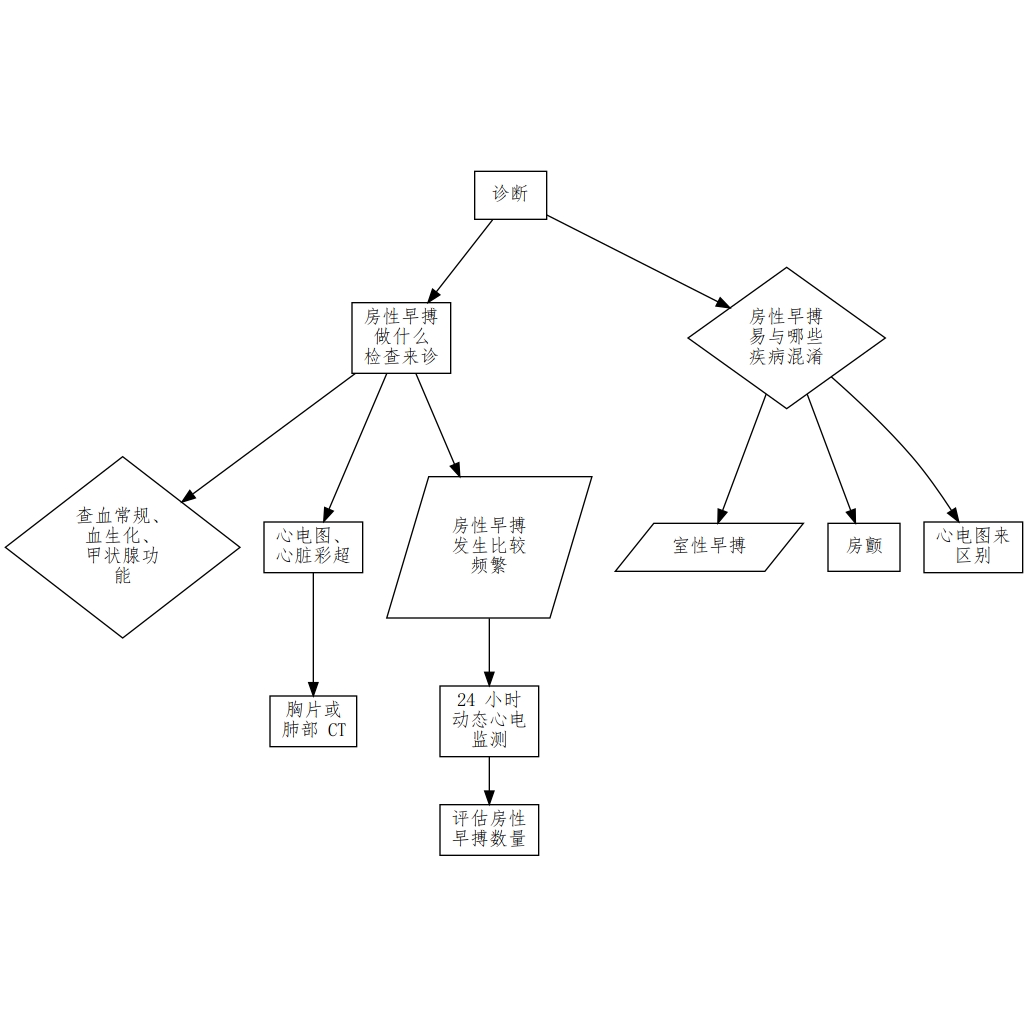 诊断
房性早搏
做什么
检查来诊
房性早搏
易与哪些
疾病混淆
查血常规、
血生化、
甲状腺功
能
心电图、
心脏彩超
房性早搏
发生比较
频繁
室性早搏
房颤
心电图来
区别
胸片或
肺部 CT
24 小时
动态心电
监测
评估房性
早搏数量